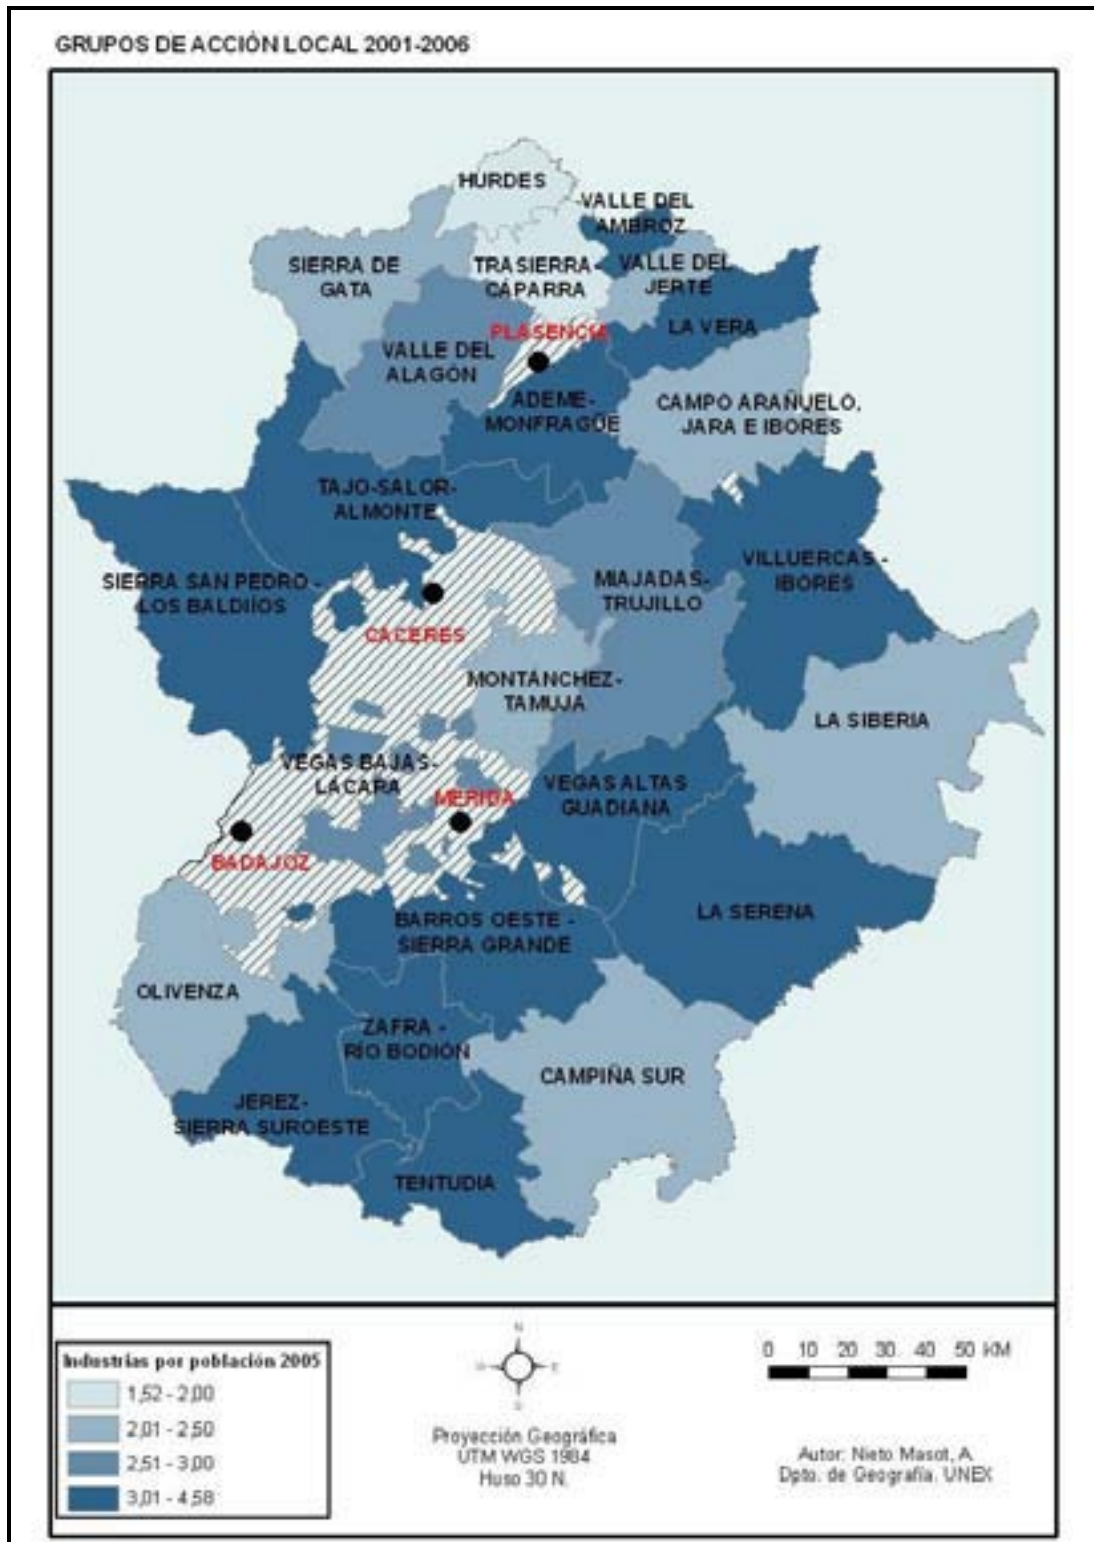 GRUPOS DE ACCIÓN LOCAL 2001-2006
HURDES
VALLE DEL
AMBROZ
SIERRA DE
GATA
TRASIERRA-
CÁPARRA
VALLE DEL
JERTE
PLASENCIA
LA VERA
VALLE DEL
ALAGÓN
ADEME-
MONFRAGÜE
CAMPO ARAÑUELO,
JARA E IBORES
TAJO-SALOR-
ALMONTE
SIERRA SAN PEDRO -
LOS BALDIÍOS
MIAJADAS-
TRUJILLO
VILLUERCAS -
IBORES
CACERES
MONTÁNCHEZ-
TAMUJA
LA SIBERIA
VEGAS BAJAS-
LÁCARA
MERIDA
VEGAS ALTAS
GUADIANA
BADAJOZ
BARROS OESTE -
SIERRA GRANDE
LA SERENA
OLIVENZA
ZAFRA -
RÍO BODIÓN
CAMPIÑA SUR
JEREZ-
SIERRA SUROESTE
TENTUDIA
Industrias por población 2005
1,52 - 2,00
2,01 - 2,50
2,51 - 3,00
3,01 - 4,58
N
E
S
Proyección Geográfica
UTM WGS 1984
Huso 30 N.
0 10 20 30 40 50 KM
Autor: Nieto Masot, A.
Dpto. de Geografía. UNEX